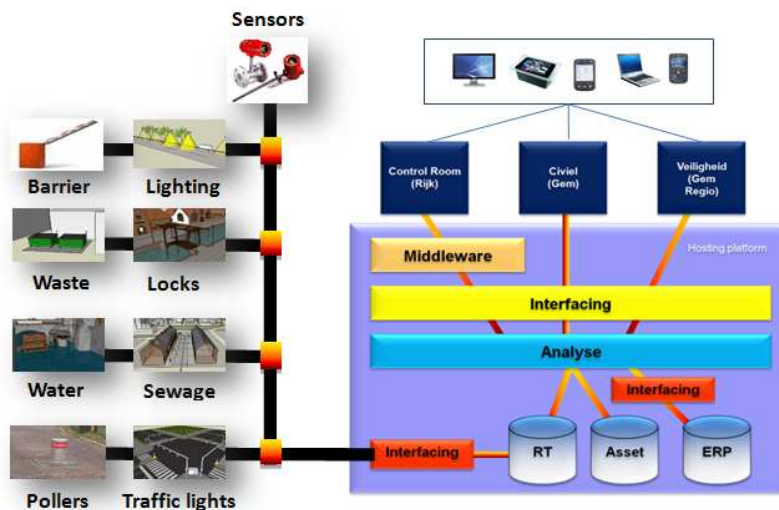 Sensors
Barrier
Lighting
Waste
Locks
Water
Sewage
Pollers
Traffic lights
Control Room
(Rijk)
Civiel
(Gem)
Veiligheid
(Gem
Regio)
Hosting platform
Middleware
Interfacing
Analyse
Interfacing
Interfacing
RT
Asset
ERP